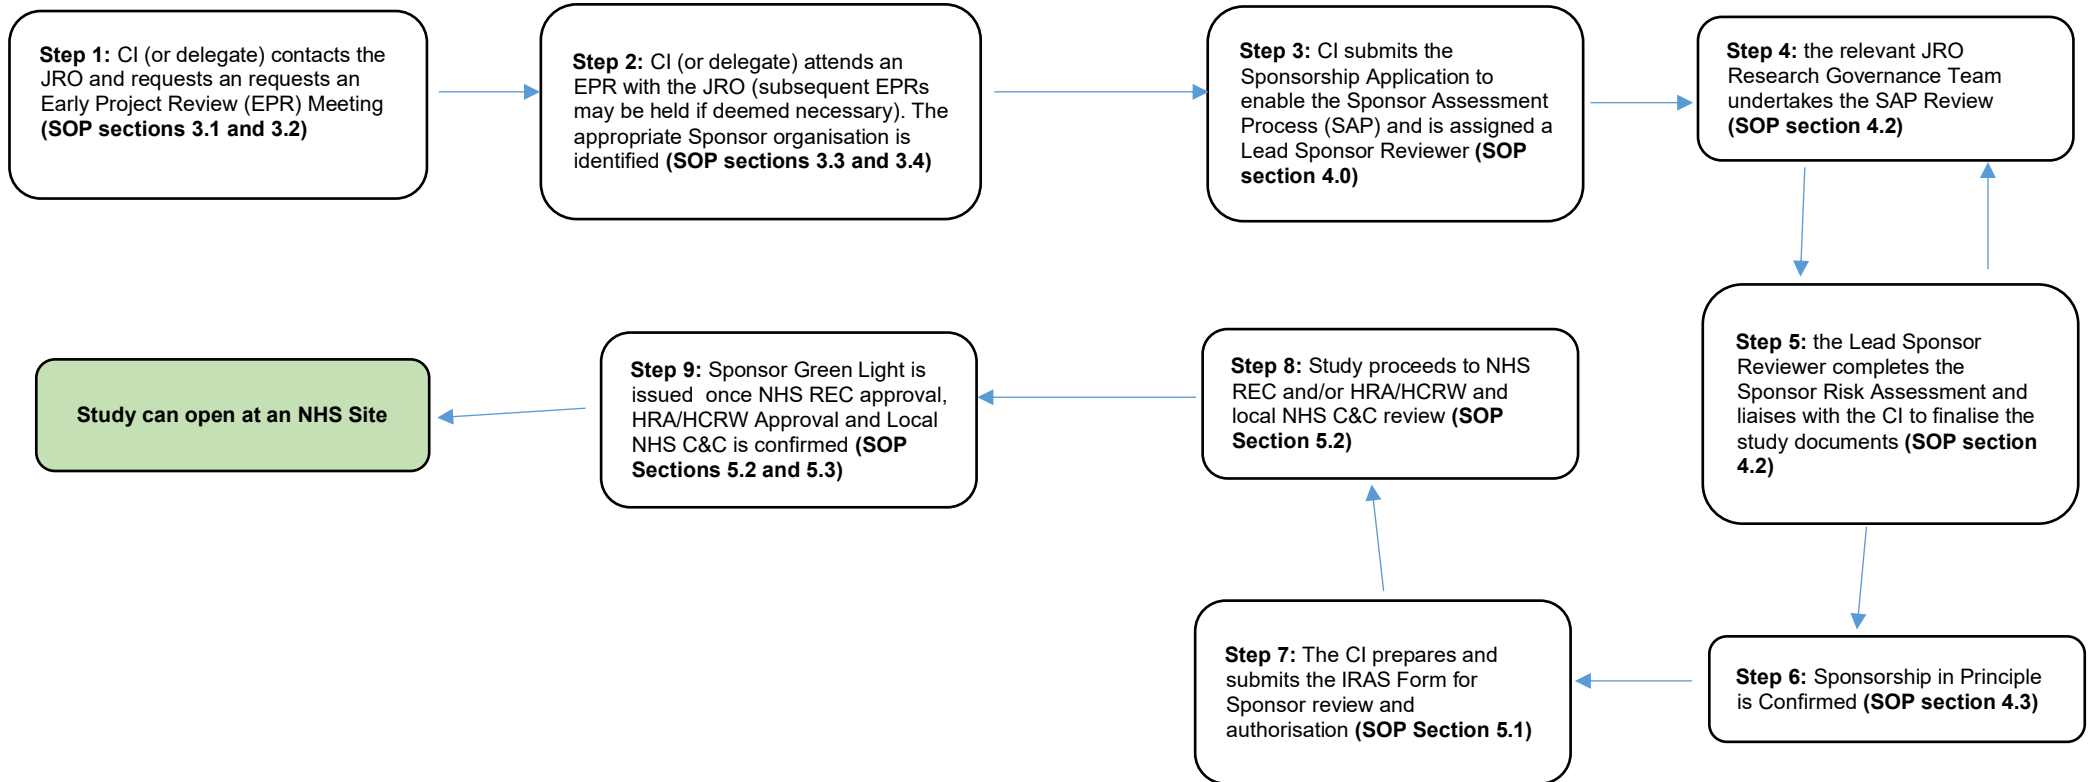 Step 1: CI (or delegate) contacts the
JRO and requests an requests an
Early Project Review (EPR) Meeting
(SOP sections 3.1 and 3.2)
Step 2: CI (or delegate) attends an
EPR with the JRO (subsequent EPRs
may be held if deemed necessary). The
appropriate Sponsor organisation is
identified (SOP sections 3.3 and 3.4)
Step 3: CI submits the
Sponsorship Application to
enable the Sponsor Assessment
Process (SAP) and is assigned a
Lead Sponsor Reviewer (SOP
section 4.0)
Step 4: the relevant JRO
Research Governance Team
undertakes the SAP Review
(SOP section 4.2)
Step 5: the Lead Sponsor
Reviewer completes the
Sponsor Risk Assessment and
liaises with the CI to finalise the
study documents (SOP section
4.2)
Step 6: Sponsorship in Principle
is Confirmed (SOP section 4.3)
Step 7: The CI prepares and
submits the IRAS Form for
Sponsor review and
authorisation (SOP Section 5.1)
Step 8: Study proceeds to NHS
REC and/or HRA/HCRW and
local NHS C&C review (SOP
Section 5.2)
Step 9: Sponsor Green Light is
issued once NHS REC approval,
HRA/HCRW Approval and Local
NHS C&C is confirmed (SOP
Sections 5.2 and 5.3)
Study can open at an NHS Site